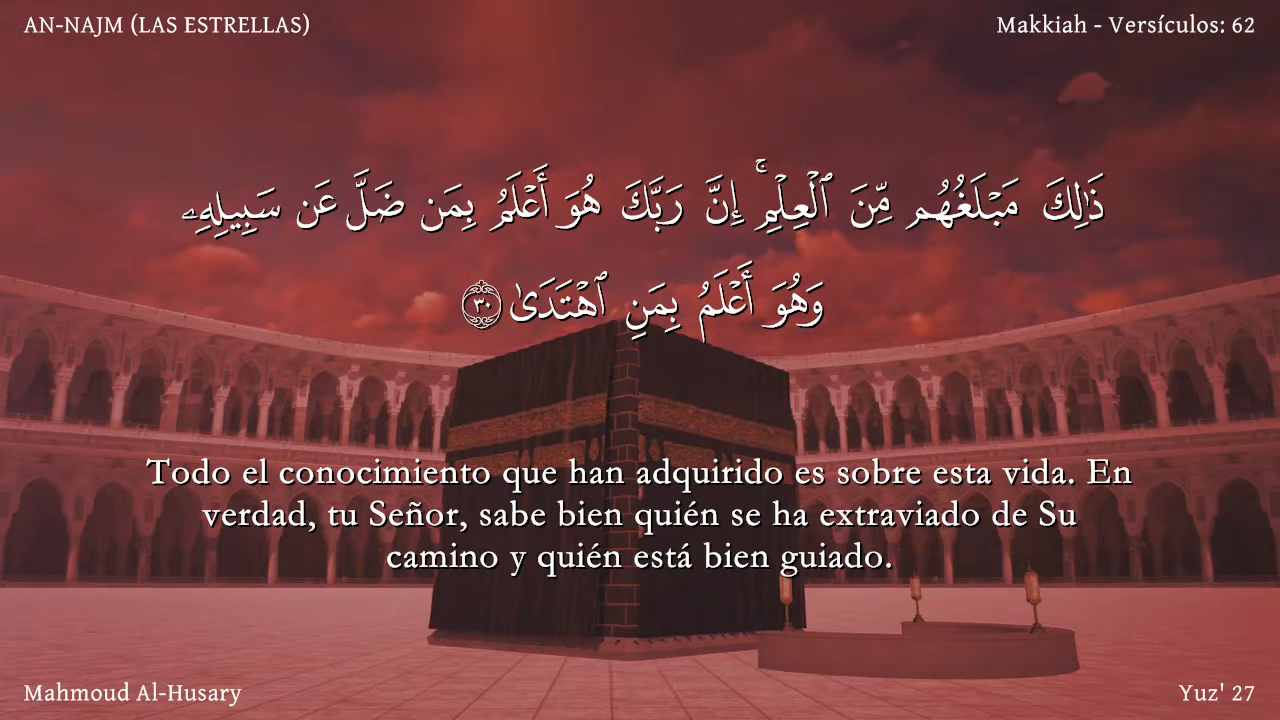 AN-NAJM (LAS ESTRELLAS)
Makkiah - Versículos: 62
ذَٰلِكَ مَبْلَغُهُم مِّنَ ٱلْعِلْمِ ۚ إِنَّ رَبَّكَ هُوَ أَعْلَمُ بِمَن ضَلَّ عَن سَبِيلِهِۦ
وَهُوَ أَعْلَمُ بِمَنِ ٱهْتَدَىٰ ٣٠
Todo el conocimiento que han adquirido es sobre esta vida. En
verdad, tu Señor, sabe bien quién se ha extraviado de Su
camino y quién está bien guiado.
Mahmoud Al-Husary
Yuz' 27